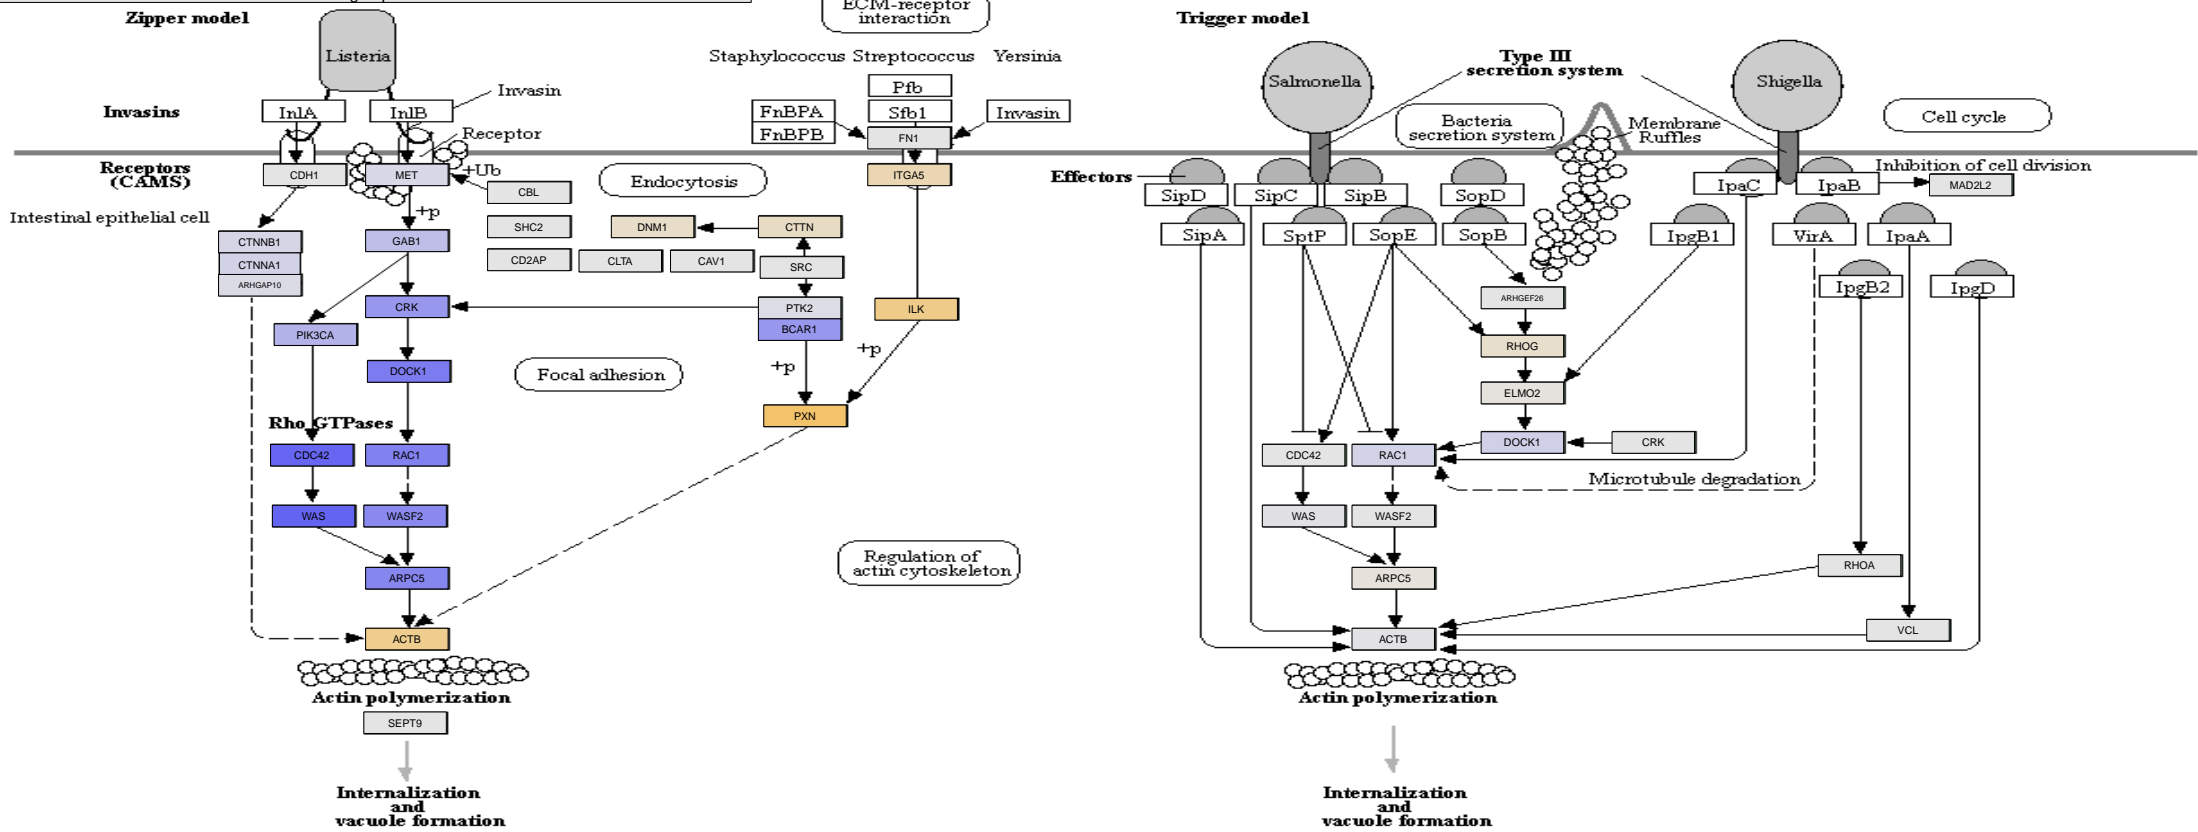 Zipper model
ECM-receptor
interaction
Trigger model
Listeria
Staphylococcus Streptococcus Yersinia
Type III
secretion system
Salmonella
Shigella
Invasins
InlA
InlB
Invasin
Receptor
Pfb
FnBPA
FnBPB
Sfb1
Invasin
FN1
Bacteria
secretion system
Membrane
Ruffles
Cell cycle
Receptors
(CAMS)
CDH1
MET
+Ub
CBL
Endocytosis
ITGA5
Effectors
SipD
SipC
SipB
SopD
IpaC
IpaB
Inhibition of cell division
MAD2L2
Intestinal epithelial cell
+p
CTNNB1
CTNNA1
ARHGAP10
GAB1
SHC2
CD2AP
DNM1
CLTA
CAV1
CTTN
SRC
SipA
SptP
SopE
SopB
IpgB1
VirA
IpaA
IpgB2
IpgD
CRK
PTK2
BCAR1
ILK
ARHGEF26
PIK3CA
DOCK1
Focal adhesion
+p
+p
PXN
RHOG
ELMO2
Rho GTPases
CDC42
RAC1
CDC42
RAC1
DOCK1
CRK
Microtubule degradation
WAS
WASF2
WAS
WASF2
Regulation of
actin cytoskeleton
RHOA
ARPC5
ARPC5
ACTB
ACTB
VCL
Actin polymerization
Actin polymerization
SEPT9
Internalization
and
vacuole formation
Internalization
and
vacuole formation